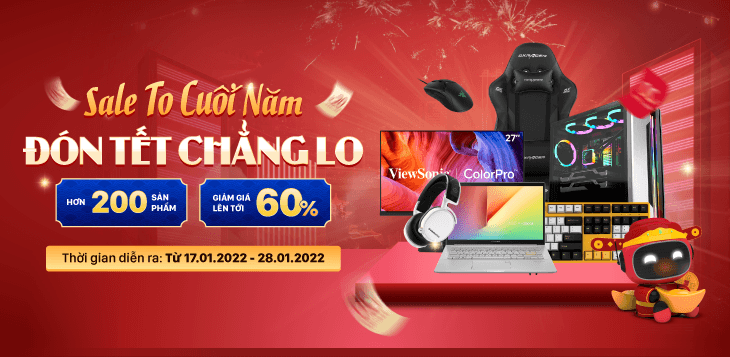 Sale To Cuối Năm
ĐÓN TẾT CHẲNG LO
HƠN 200 SẢN PHẨM
GIẢM GIÁ LÊN TỚI 60%
Thời gian diễn ra: Từ 17.01.2022 - 28.01.2022
27"
ViewSonic ColorPro